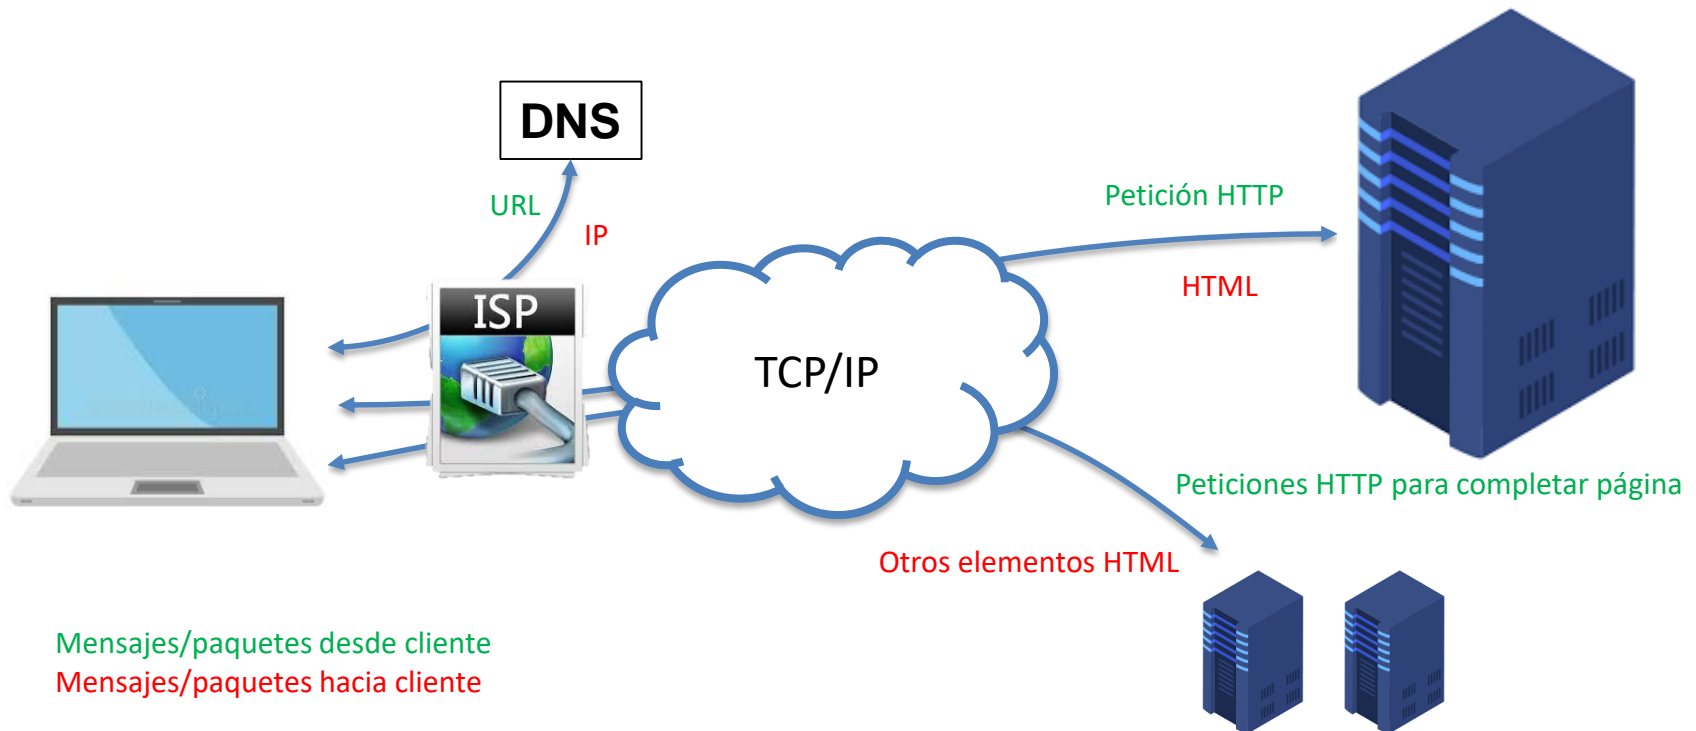 DNS
URL
IP
Petición HTTP
HTML
ISP
TCP/IP
Peticiones HTTP para completar página
Otros elementos HTML
Mensajes/paquetes desde cliente
Mensajes/paquetes hacia cliente